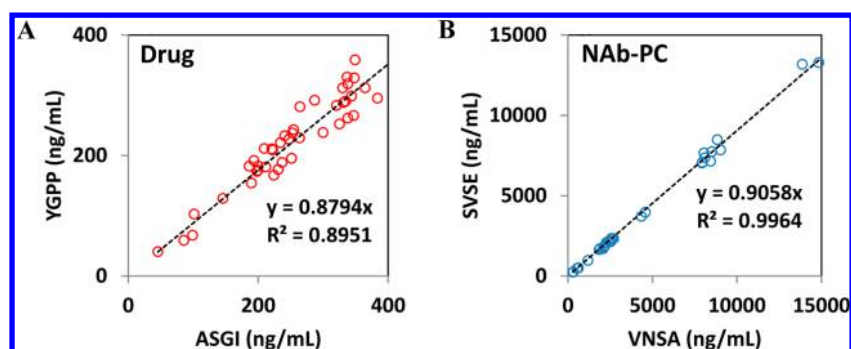 A
Drug
YGPP (ng/mL)
400
200
0
y = 0.8794x
R² = 0.8951
0
200
400
ASGI (ng/mL)
B
NAb-PC
SVSE (ng/mL)
15000
10000
5000
0
y = 0.9058x
R² = 0.9964
0
5000
10000
15000
VNSA (ng/mL)